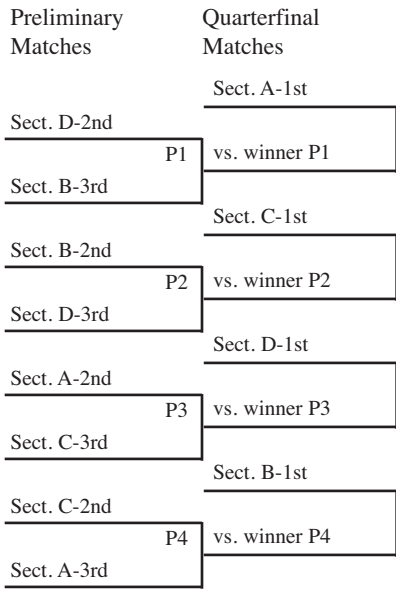 Preliminary
Matches
Quarterfinal
Matches
Sect. A-1st
Sect. D-2nd
P1
vs. winner P1
Sect. B-3rd
Sect. C-1st
Sect. B-2nd
P2
vs. winner P2
Sect. D-3rd
Sect. D-1st
Sect. A-2nd
P3
vs. winner P3
Sect. C-3rd
Sect. B-1st
Sect. C-2nd
P4
vs. winner P4
Sect. A-3rd